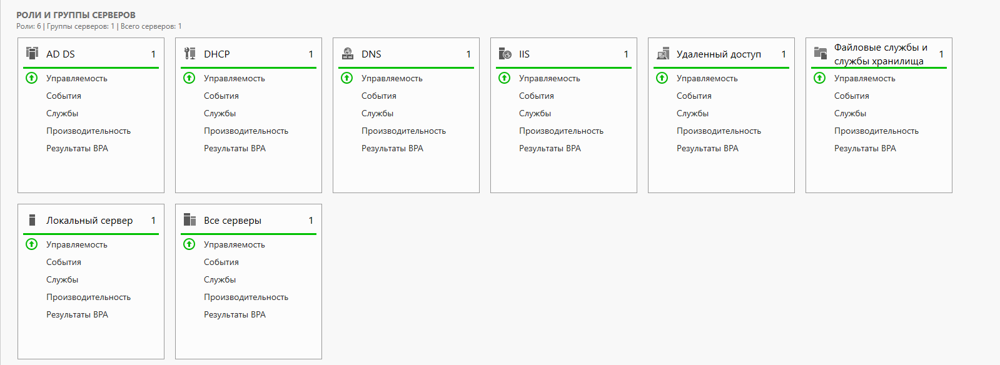 РОЛИ И ГРУППЫ СЕРВЕРОВ
Роли: 6 | Группы серверов: 1 | Всего серверов: 1
AD DS 1
Управляемость
События
Службы
Производительность
Результаты BPA
DHCP 1
Управляемость
События
Службы
Производительность
Результаты BPA
DNS 1
Управляемость
События
Службы
Производительность
Результаты BPA
IIS 1
Управляемость
События
Службы
Производительность
Результаты BPA
Удаленный доступ 1
Управляемость
События
Службы
Производительность
Результаты BPA
Файловые службы и
службы хранилища 1
Управляемость
События
Службы
Производительность
Результаты BPA
Локальный сервер 1
Управляемость
События
Службы
Производительность
Результаты BPA
Все серверы 1
Управляемость
События
Службы
Производительность
Результаты BPA